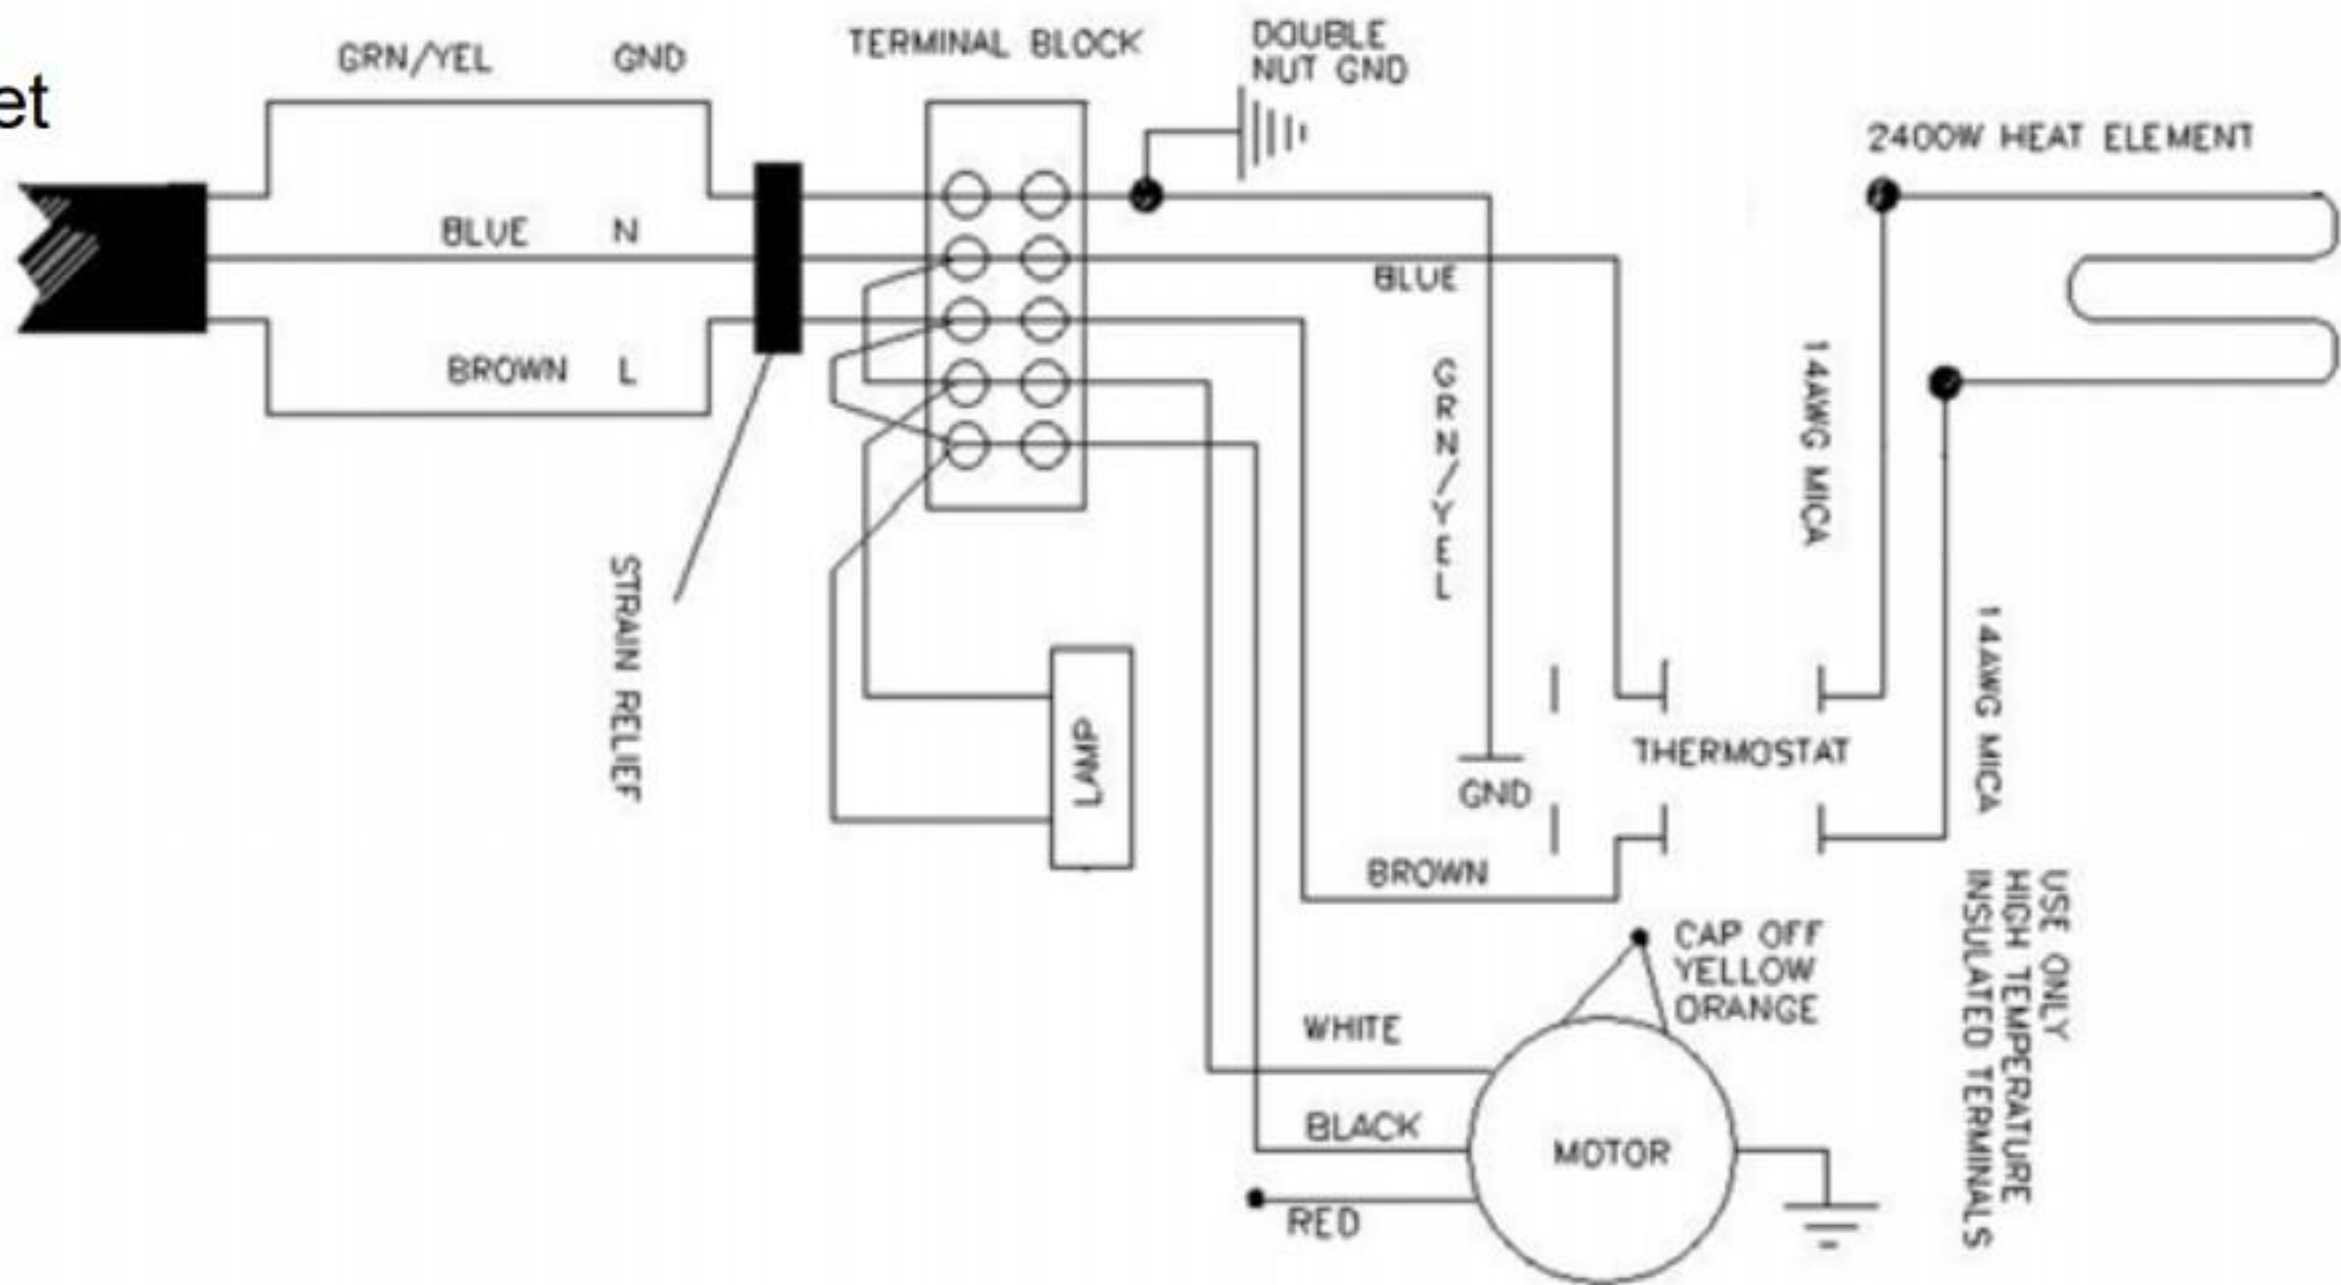 et
GRN/YEL GND
TERMINAL BLOCK
DOUBLE
NUT GND
2400W HEAT ELEMENT
BLUE N
BLUE
BROWN L
GRN/YEL
14AWG MICA
STRAIN RELIEF
14AWG MICA
LAMP
THERMOSTAT
GND
BROWN
USE ONLY
HIGH TEMPERATURE
INSULATED TERMINALS
CAP OFF
YELLOW
ORANGE
WHITE
BLACK
MOTOR
RED